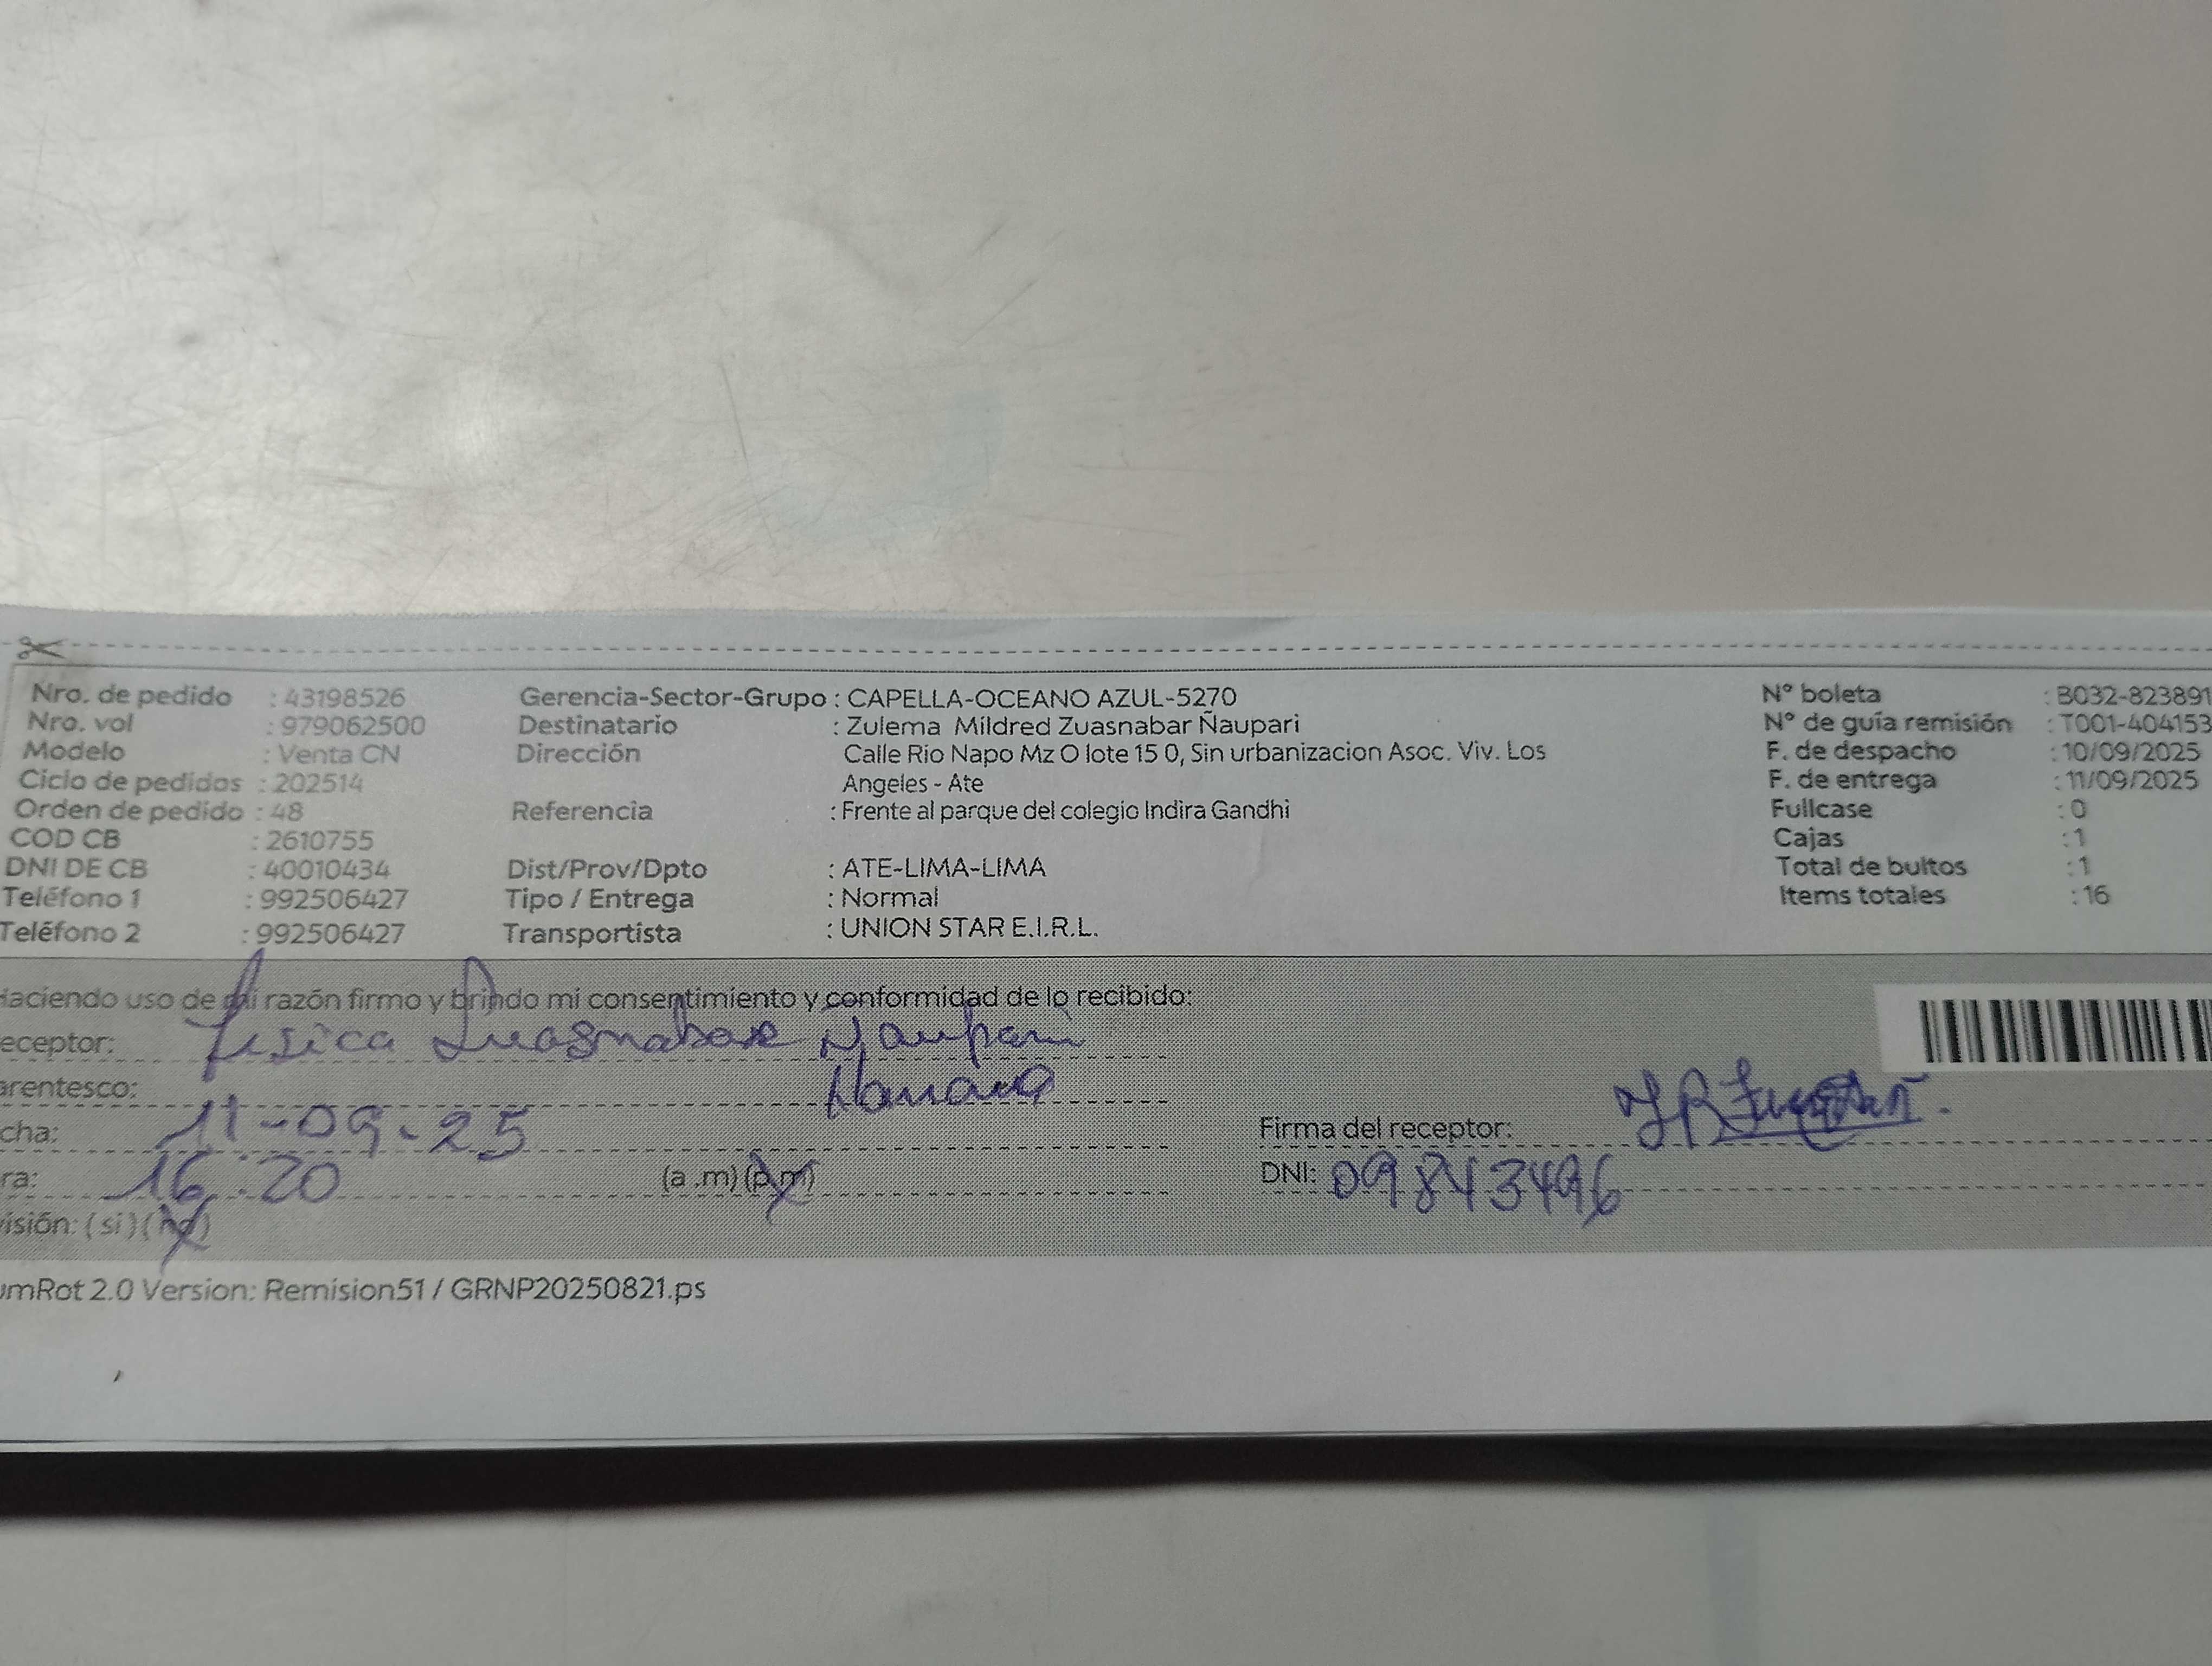 Nro. de pedido : 43198526 Gerencia-Sector-Grupo : CAPELLA-OCEANO AZUL-5270 N° boleta : B032-823891
Nro. vol : 979062500 Destinatario : Zulema Mildred Zuasnabar Ñaupari N° de guía remisión : T001-404153
Modelo : Venta CN Dirección Calle Rio Napo Mz O lote 15 0, Sin urbanizacion Asoc. Viv. Los F. de despacho : 10/09/2025
Ciclo de pedidos : 202514 Angeles - Ate F. de entrega : 11/09/2025
Orden de pedido : 48 Referencia : Frente al parque del colegio Indira Gandhi Fullcase : 0
COD CB : 2610755 Cajas : 1
DNI DE CB : 40010434 Dist/Prov/Dpto : ATE-LIMA-LIMA Total de bultos : 1
Teléfono 1 : 992506427 Tipo / Entrega : Normal Items totales : 16
Teléfono 2 : 992506427 Transportista : UNION STAR E.I.R.L.
Haciendo uso de mi razón firmo y brindo mi consentimiento y conformidad de lo recibido:
eceptor: Zuasnabar Ñaupari
arentesco:
cha: 11-09-25 Firma del receptor:
ra: 16:20 (a .m) (p.m) DNI: 09843496
visión: ( si ) ( no )
umRot 2.0 Version: Remision51 / GRNP20250821.ps